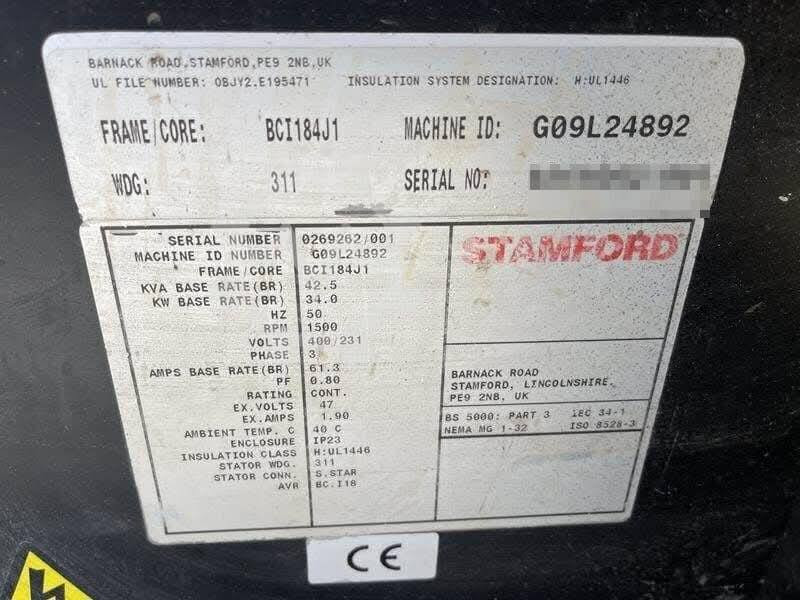 BARNACK ROAD, STAMFORD, PE9 2NB, UK
UL FILE NUMBER: OBJY2.E195471 INSULATION SYSTEM DESIGNATION: H:UL1446
FRAME/CORE: BCI184J1 MACHINE ID: G09L24892
WDG: 311 SERIAL NO:
SERIAL NUMBER 0269262/001
MACHINE ID NUMBER G09L24892
FRAME/CORE BCI184J1
KVA BASE RATE(BR) 42.5
KW BASE RATE(BR) 34.0
HZ 50
RPM 1500
VOLTS 400/231
PHASE 3
AMPS BASE RATE(BR) 61.3
PF 0.80
RATING CONT.
EX.VOLTS 47
EX.AMPS 1.90
AMBIENT TEMP. C 40 C
ENCLOSURE IP23
INSULATION CLASS H:UL1446
STATOR WDG. 311
STATOR CONN. S.STAR
AVR BC.I18
STAMFORD
BARNACK ROAD
STAMFORD, LINCOLNSHIRE.
PE9 2NB, UK
BS 5000: PART 3 IEC 34-1
NEMA MG 1-32 ISO 8528-3
CE